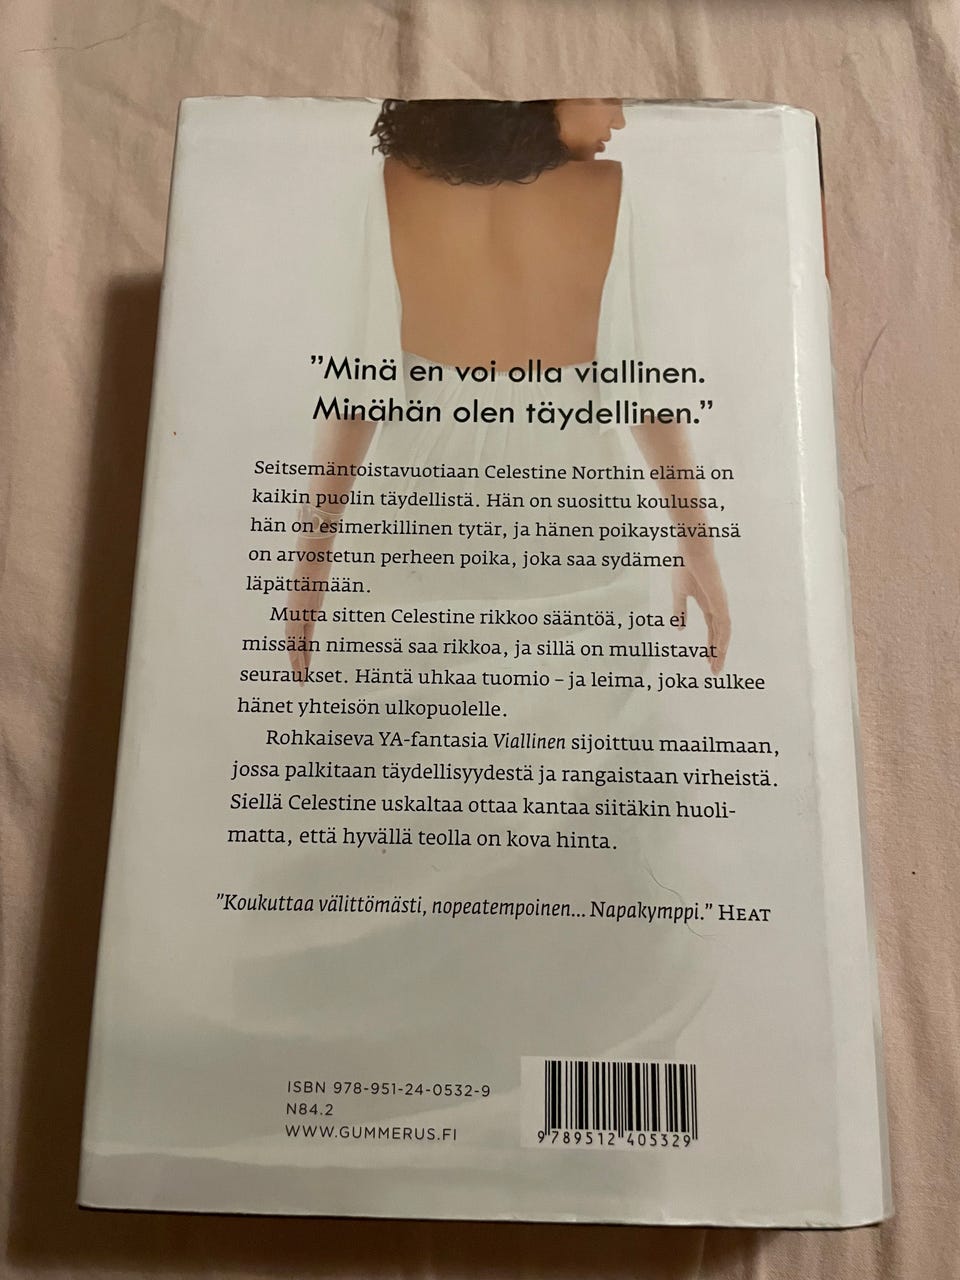 ”Minä en voi olla viallinen.
Minähän olen täydellinen.”
Seitsemäntoistavuotiaan Celestine Northin elämä on
kaikin puolin täydellistä. Hän on suosittu koulussa,
hän on esimerkillinen tytär, ja hänen poikaystävänsä
on arvostetun perheen poika, joka saa sydämen
läpättämään.
Mutta sitten Celestine rikkoo sääntöä, jota ei
missään nimessä saa rikkoa, ja sillä on mullistavat
seuraukset. Häntä uhkaa tuomio – ja leima, joka sulkee
hänet yhteisön ulkopuolelle.
Rohkaiseva YA-fantasia Viallinen sijoittuu maailmaan,
jossa palkitaan täydellisyydestä ja rangaistaan virheistä.
Siellä Celestine uskaltaa ottaa kantaa siitäkin huoli-
matta, että hyvällä teolla on kova hinta.
”Koukuttaa välittömästi, nopeatempoinen... Napakymppi.” HEAT
ISBN 978-951-24-0532-9
N84.2
WWW.GUMMERUS.FI
9 789512 405329